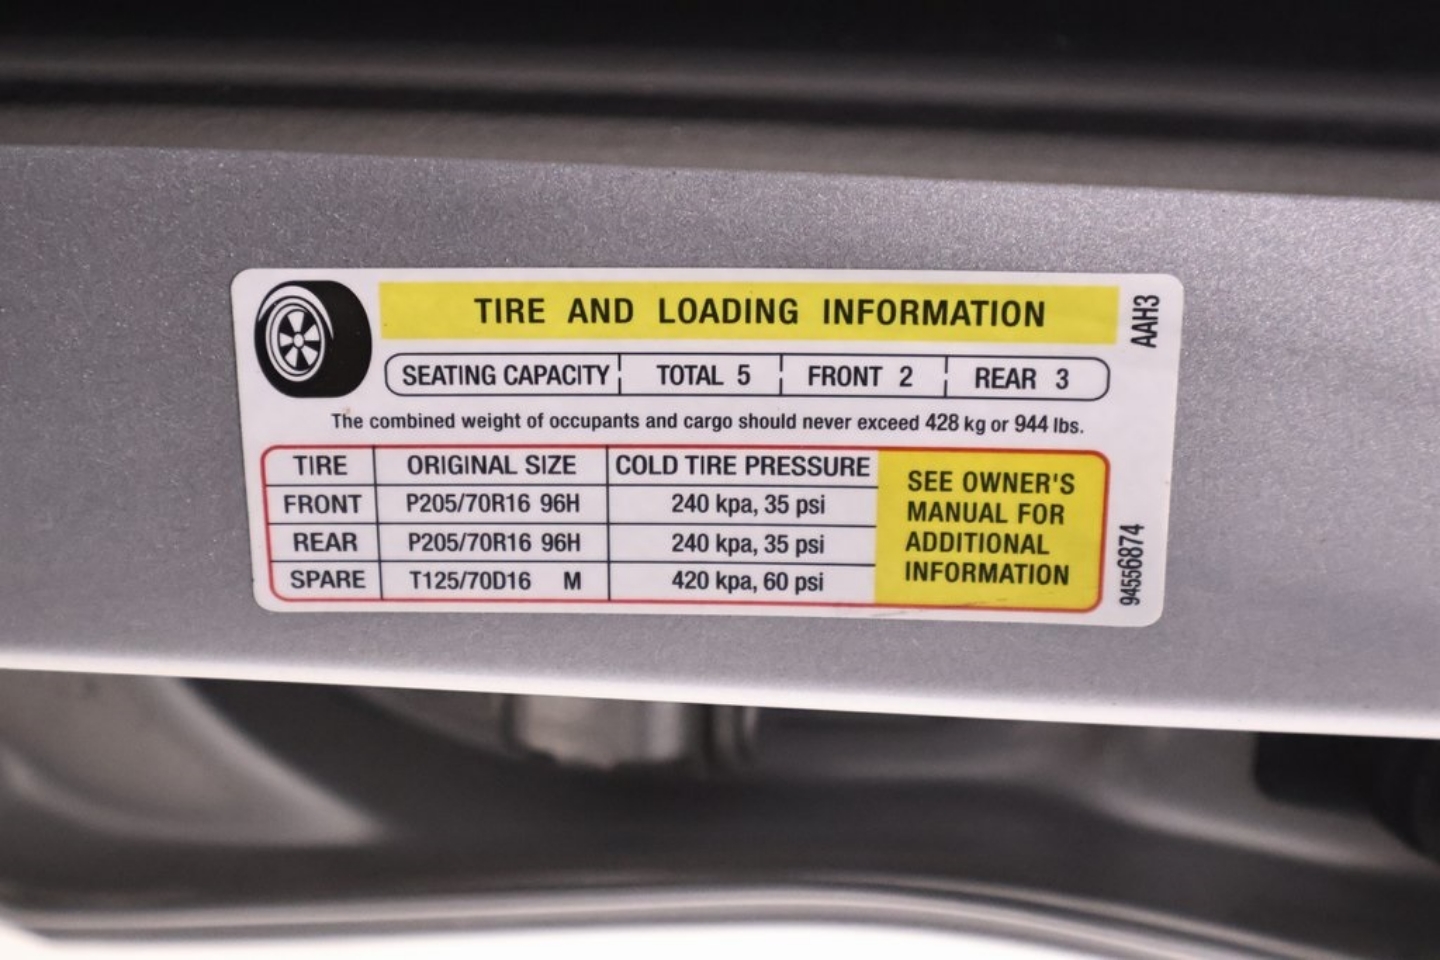 TIRE AND LOADING INFORMATION
AAH3
SEATING CAPACITY TOTAL 5 FRONT 2 REAR 3
The combined weight of occupants and cargo should never exceed 428 kg or 944 lbs.
TIRE ORIGINAL SIZE COLD TIRE PRESSURE
FRONT P205/70R16 96H 240 kpa, 35 psi
REAR P205/70R16 96H 240 kpa, 35 psi
SPARE T125/70D16 M 420 kpa, 60 psi
SEE OWNER'S
MANUAL FOR
ADDITIONAL
INFORMATION
94556874